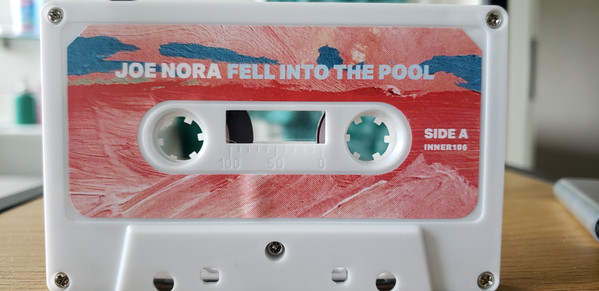 JOE NORA FELL INTO THE POOL
SIDE A
INNER106
100 50 0